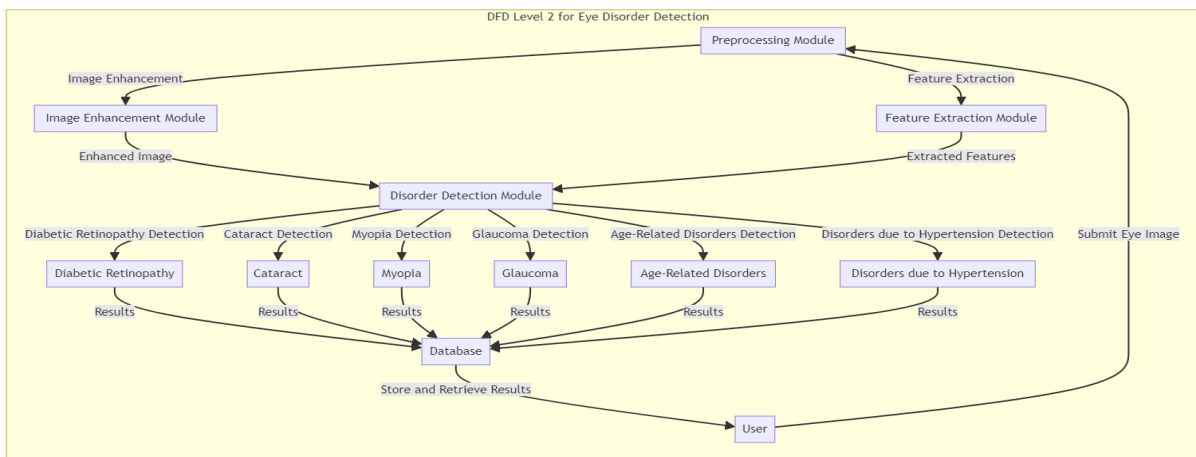 DFD Level 2 for Eye Disorder Detection
Preprocessing Module
Image Enhancement
Feature Extraction
Image Enhancement Module
Feature Extraction Module
Enhanced Image
Extracted Features
Disorder Detection Module
Diabetic Retinopathy Detection
Cataract Detection
Myopia Detection
Glaucoma Detection
Age-Related Disorders Detection
Disorders due to Hypertension Detection
Submit Eye Image
Diabetic Retinopathy
Cataract
Myopia
Glaucoma
Age-Related Disorders
Disorders due to Hypertension
Results
Results
Results
Results
Results
Results
Database
Store and Retrieve Results
User